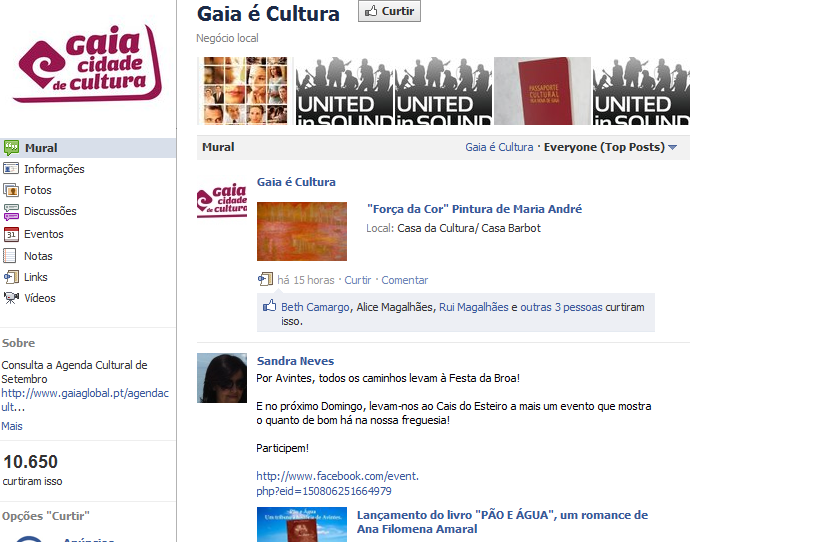 Gaia
cidade
de cultura
Mural
Informações
Fotos
Discussões
31 Eventos
Notas
Links
Vídeos
Sobre
Consulta a Agenda Cultural de
Setembro
http://www.gaiaglobal.pt/agendac
ult...
Mais
10.650
curtiram isso
Opções "Curtir"
Anúncios
Gaia é Cultura
Curtir
Negócio local
UNITED
in SOUND
UNITED
in SOUND
PASSAPORTE
CULTURAL
UNITED
in SOUND
Mural
Gaia é Cultura · Everyone (Top Posts)
Gaia
cidade
de cultura
Gaia é Cultura
"Força da Cor" Pintura de Maria André
Local: Casa da Cultura/ Casa Barbot
há 15 horas · Curtir · Comentar
Beth Camargo, Alice Magalhães, Rui Magalhães e outras 3 pessoas curtiram
isso.
Sandra Neves
Por Avintes, todos os caminhos levam à Festa da Broa!
E no próximo Domingo, levam-nos ao Cais do Esteiro a mais um evento que mostra
o quanto de bom há na nossa freguesia!
Participem!
http://www.facebook.com/event.
php?eid=150806251664979
Pão e Água
Lançamento do livro "PÃO E ÁGUA", um romance de
Ana Filomena Amaral